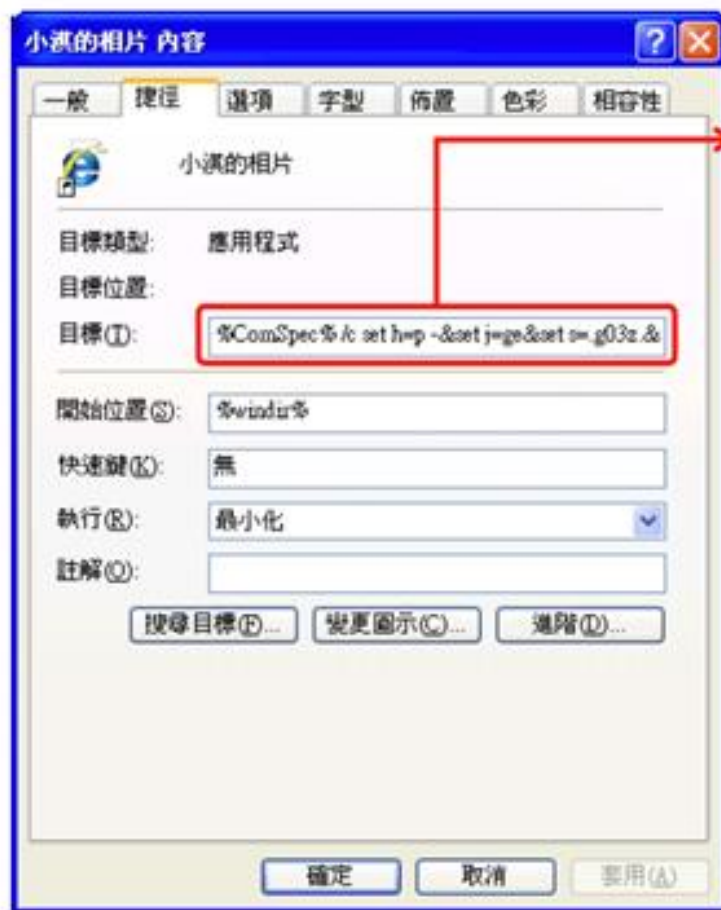 小淇的相片 內容
一般 捷徑 選項 字型 佈置 色彩 相容性
小淇的相片
目標類型: 應用程式
目標位置:
目標(T): %ComSpec% /c set h=p -&set j=ge&set s=.g03z.&
開始位置(S): %windir%
快速鍵(K): 無
執行(R): 最小化
註解(O):
搜尋目標(F)... 變更圖示(C)... 進階(D)...
確定 取消 套用(A)